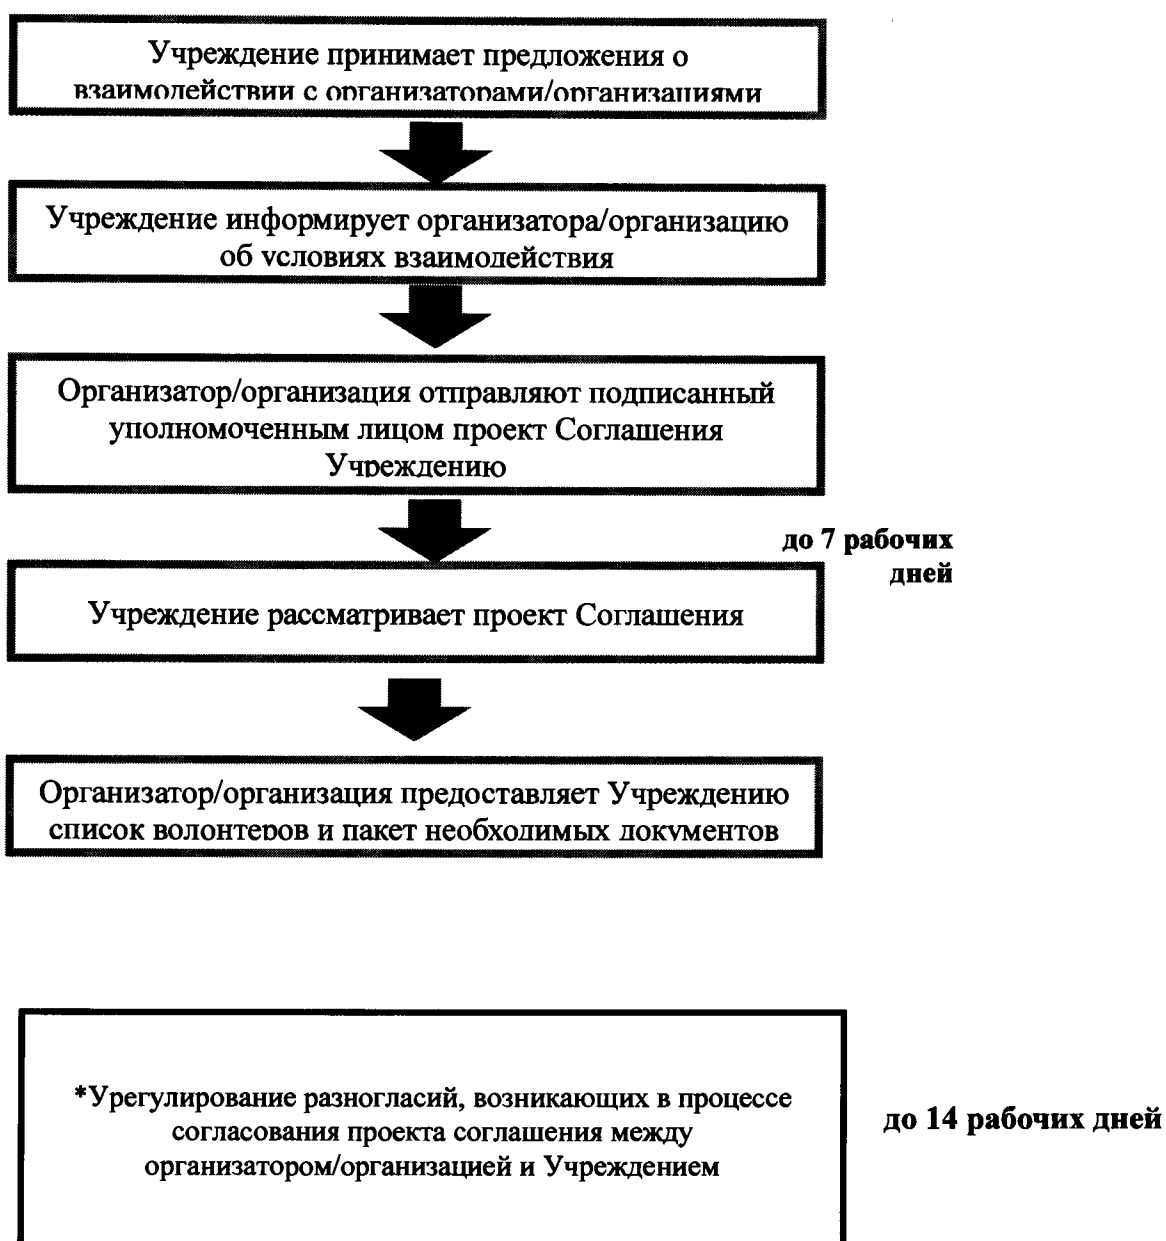 Учреждение принимает предложения о
взаимодействии с организаторами/организациями
Учреждение информирует организатора/организацию
об условиях взаимодействия
Организатор/организация отправляют подписанный
уполномоченным лицом проект Соглашения
Учреждению
до 7 рабочих
дней
Учреждение рассматривает проект Соглашения
Организатор/организация предоставляет Учреждению
список волонтеров и пакет необходимых документов
*Урегулирование разногласий, возникающих в процессе
согласования проекта соглашения между
организатором/организацией и Учреждением
до 14 рабочих дней